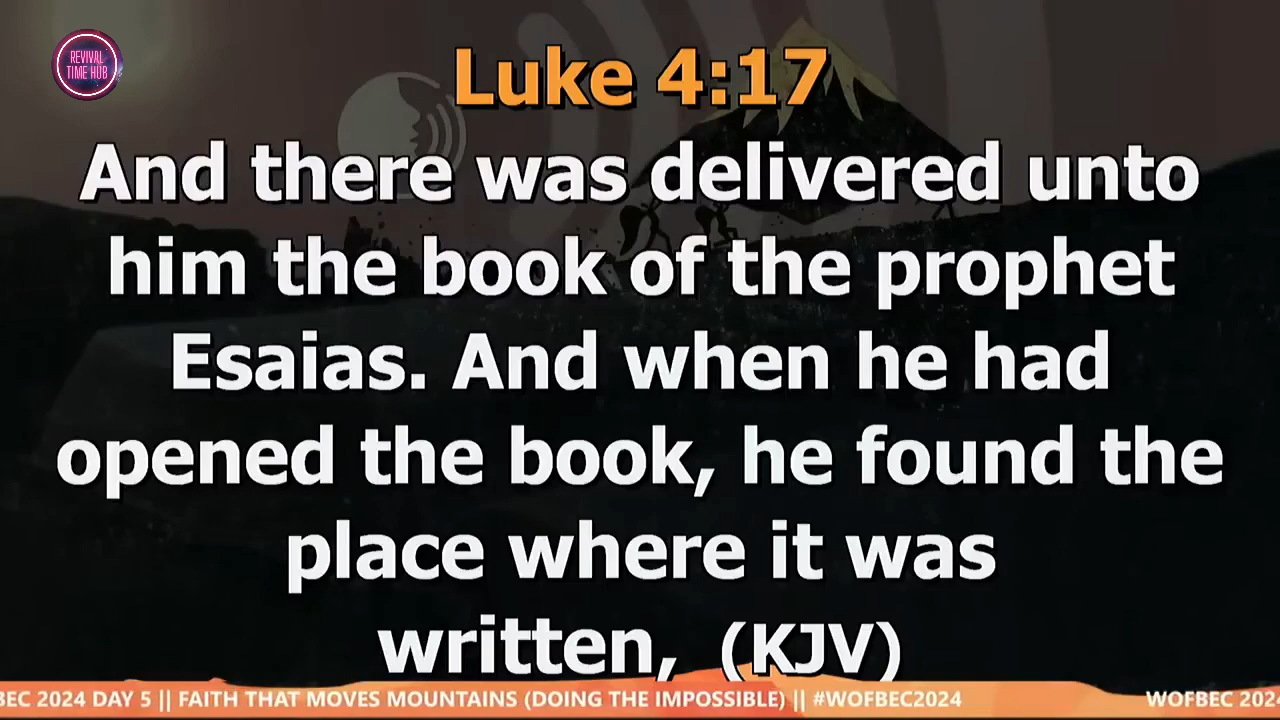 REVIVAL
TIME HUB
Luke 4:17
And there was delivered unto
him the book of the prophet
Esaias. And when he had
opened the book, he found the
place where it was
written, (KJV)
BEC 2024 DAY 5 || FAITH THAT MOVES MOUNTAINS (DOING THE IMPOSSIBLE) || #WOFBEC2024 WOFBEC 202